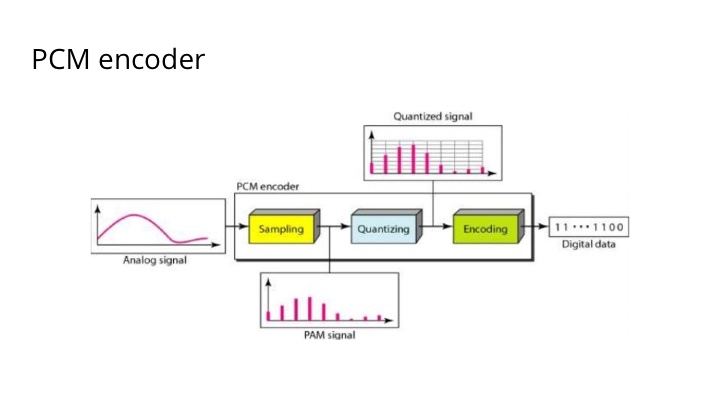 PCM encoder
Quantized signal
PCM encoder
Sampling
Quantizing
Encoding
11 ••• 1100
Digital data
Analog signal
PAM signal